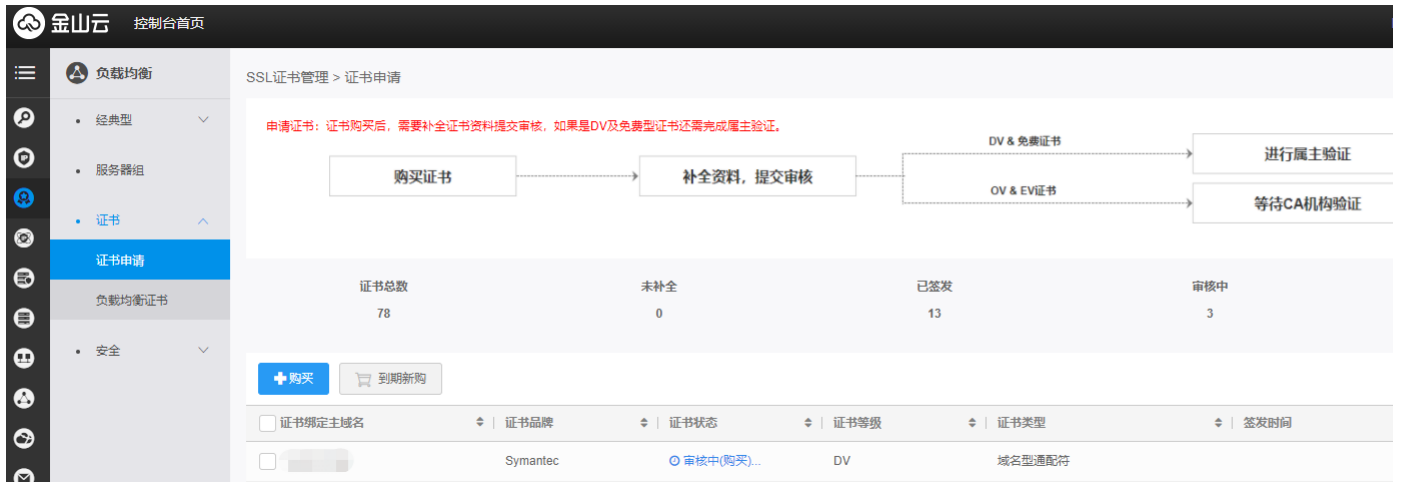 金山云 控制台首页
负载均衡
SSL证书管理 > 证书申请
经典型
服务器组
证书
证书申请
负载均衡证书
安全
申请证书：证书购买后，需要补全证书资料提交审核，如果是DV及免费型证书还需完成属主验证。
购买证书
补全资料，提交审核
DV & 免费证书
进行属主验证
OV & EV证书
等待CA机构验证
证书总数 未补全 已签发 审核中
78 0 13 3
购买 到期新购
证书绑定主域名 证书品牌 证书状态 证书等级 证书类型 签发时间
Symantec 审核中(购买)... DV 域名型通配符